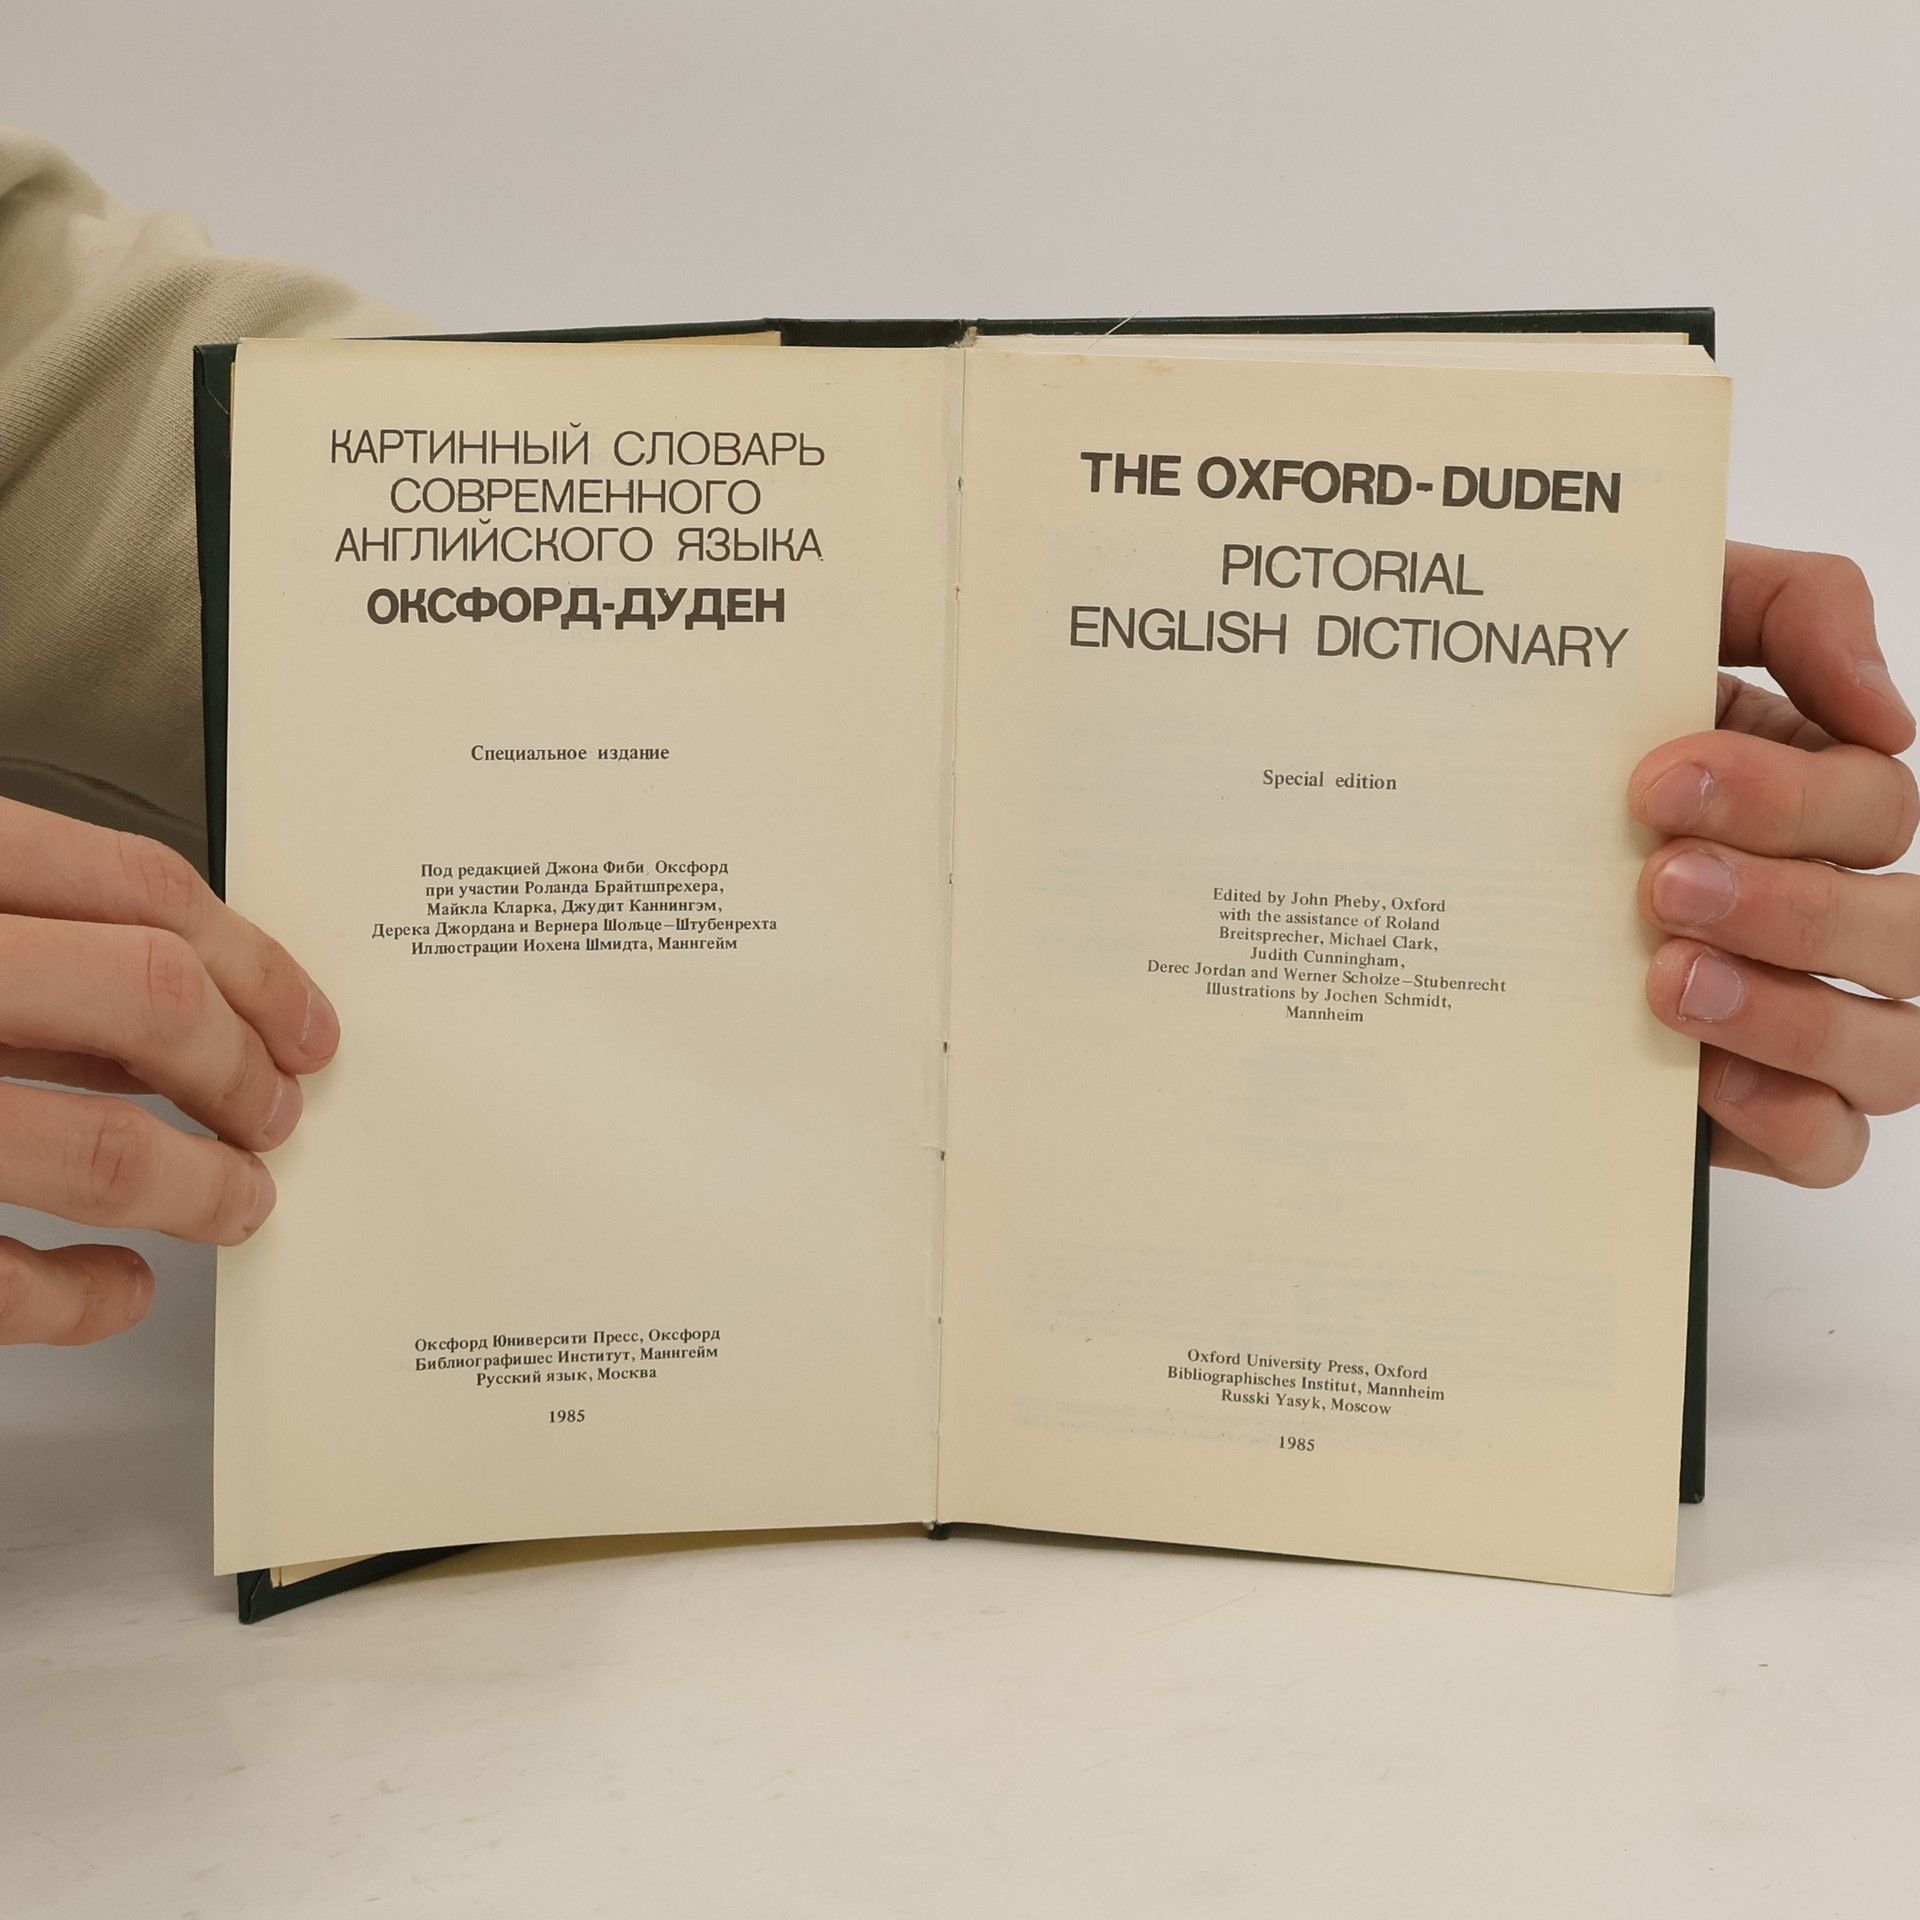 КАРТИННЫЙ СЛОВАРЬ
СОВРЕМЕННОГО
АНГЛИЙСКОГО ЯЗЫКА
ОКСФОРД-ДУДЕН
Специальное издание
Под редакцией Джона Фиби, Оксфорд
при участии Роланда Брайтшпрехера,
Майкла Кларка, Джудит Каннингэм,
Дерека Джордана и Вернера Шольце—Штубенрехта
Иллюстрации Иохена Шмидта, Маннгейм
Оксфорд Юниверсити Пресс, Оксфорд
Библиографишес Институт, Маннгейм
Русский язык, Москва
1985
THE OXFORD-DUDEN
PICTORIAL
ENGLISH DICTIONARY
Special edition
Edited by John Pheby, Oxford
with the assistance of Roland
Breitsprecher, Michael Clark,
Judith Cunningham,
Derec Jordan and Werner Scholze—Stubenrecht
Illustrations by Jochen Schmidt,
Mannheim
Oxford University Press, Oxford
Bibliographisches Institut, Mannheim
Russki Yasyk, Moscow
1985